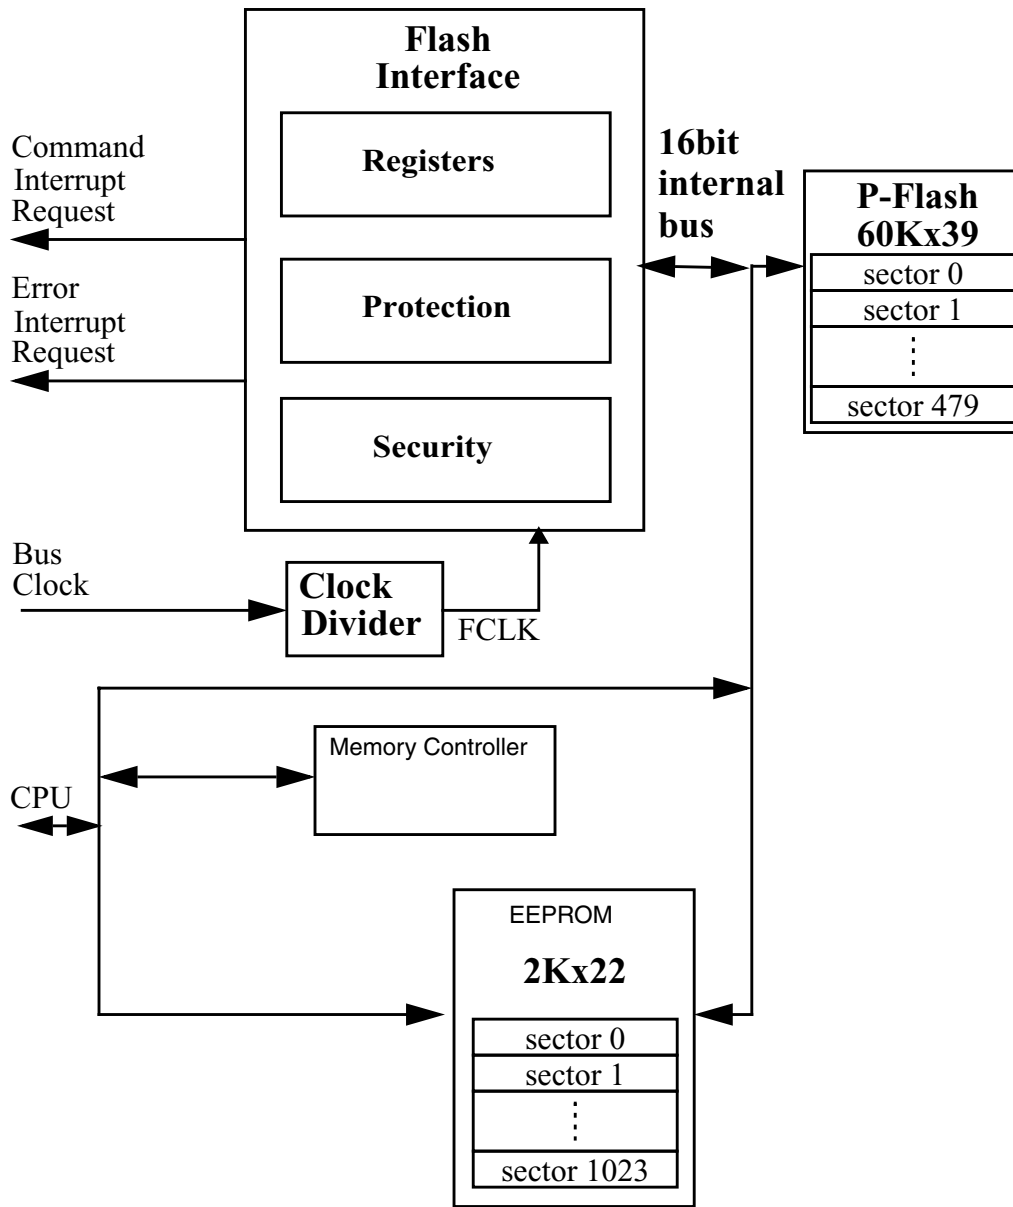 Flash
Interface
Registers
Protection
Security
Command
Interrupt
Request
Error
Interrupt
Request
16bit
internal
bus
P-Flash
60Kx39
sector 0
sector 1
sector 479
Bus
Clock
Clock
Divider
FCLK
Memory Controller
CPU
EEPROM
2Kx22
sector 0
sector 1
sector 1023